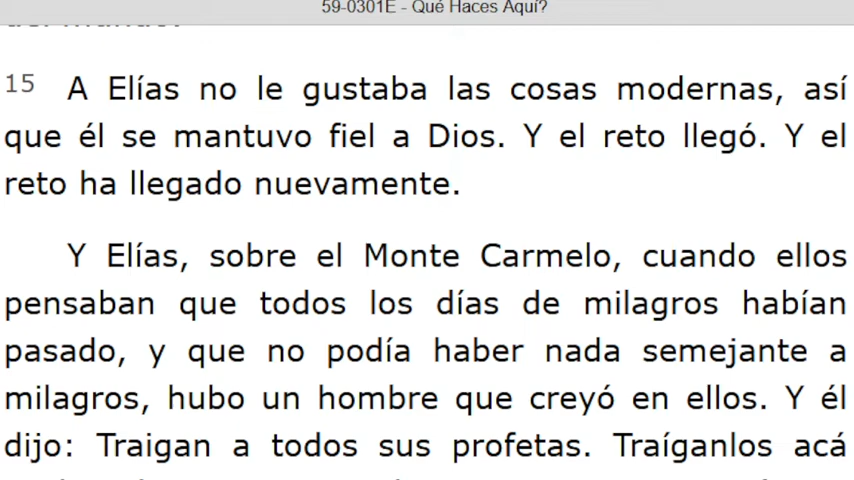 59-0301E - Qué Haces Aquí?
15 A Elías no le gustaba las cosas modernas, así
que él se mantuvo fiel a Dios. Y el reto llegó. Y el
reto ha llegado nuevamente.
Y Elías, sobre el Monte Carmelo, cuando ellos
pensaban que todos los días de milagros habían
pasado, y que no podía haber nada semejante a
milagros, hubo un hombre que creyó en ellos. Y él
dijo: Traigan a todos sus profetas. Traíganlos acá